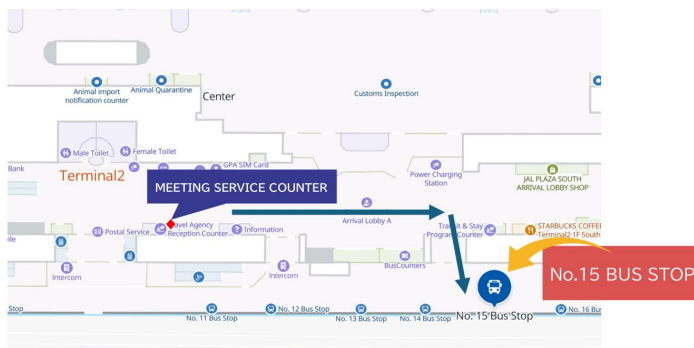 Animal import
notification counter
Animal Quarantine
Center
Customs Inspection
Male Toilet
Female Toilet
Bank
Terminal2
GPA SIM Card
Power Charging
Station
JAL PLAZA SOUTH
ARRIVAL LOBBY SHOP
MEETING SERVICE COUNTER
Arrival Lobby A
Postal Service
avel Agency
Reception Counter
Information
Transit & Stay
Program Counter
STARBUCKS COFFE
Terminal2-1F South
Intercom
Intercom
BusCounters
No.15 BUS STOP
Stop
No. 11 Bus Stop
No. 12 Bus Stop
No. 13 Bus Stop
No. 14 Bus Stop
No. 15 Bus Stop
No. 16 Bus